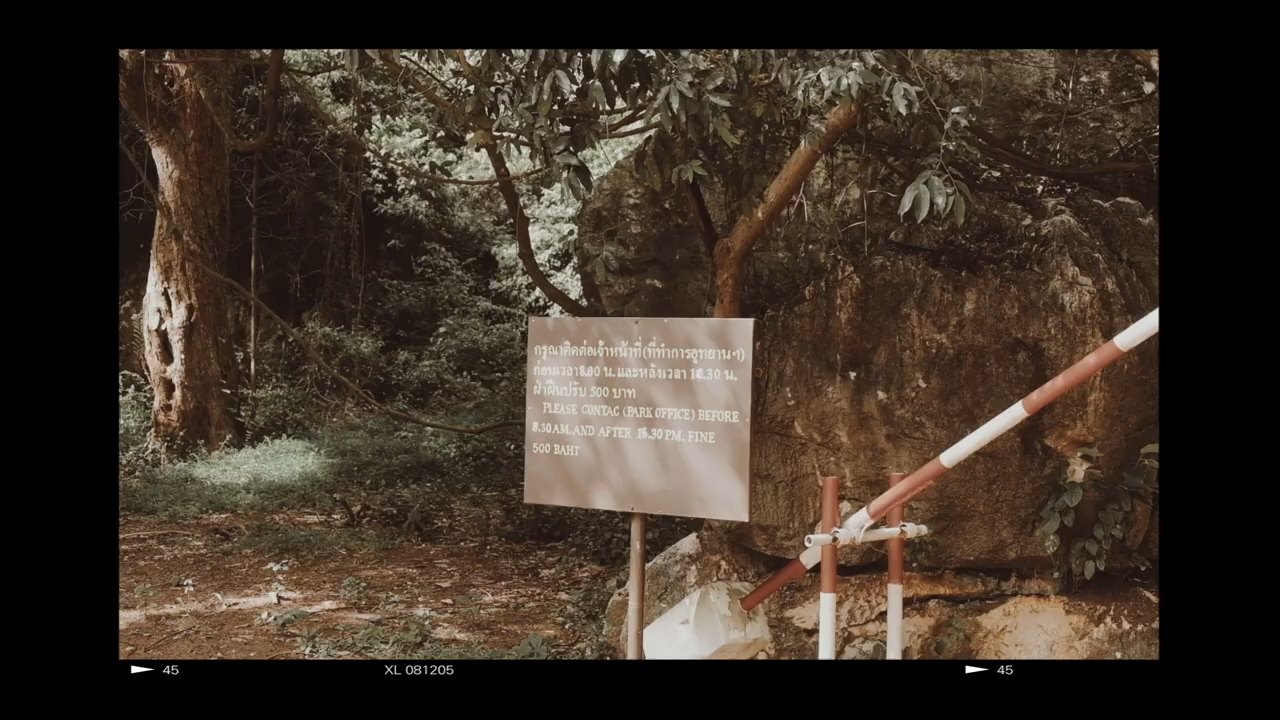 กรุณาติดต่อเจ้าหน้าที่(ที่ทำการอุทยานฯ)
ก่อนเวลา8.00 น.และหลังเวลา 16.30 น.
ฝ่าฝืนปรับ 500 บาท
PLEASE CONTAC (PARK OFFICE) BEFORE
8.30 AM.AND AFTER 16.30 PM. FINE
500 BAHT
45
XL 081205
45